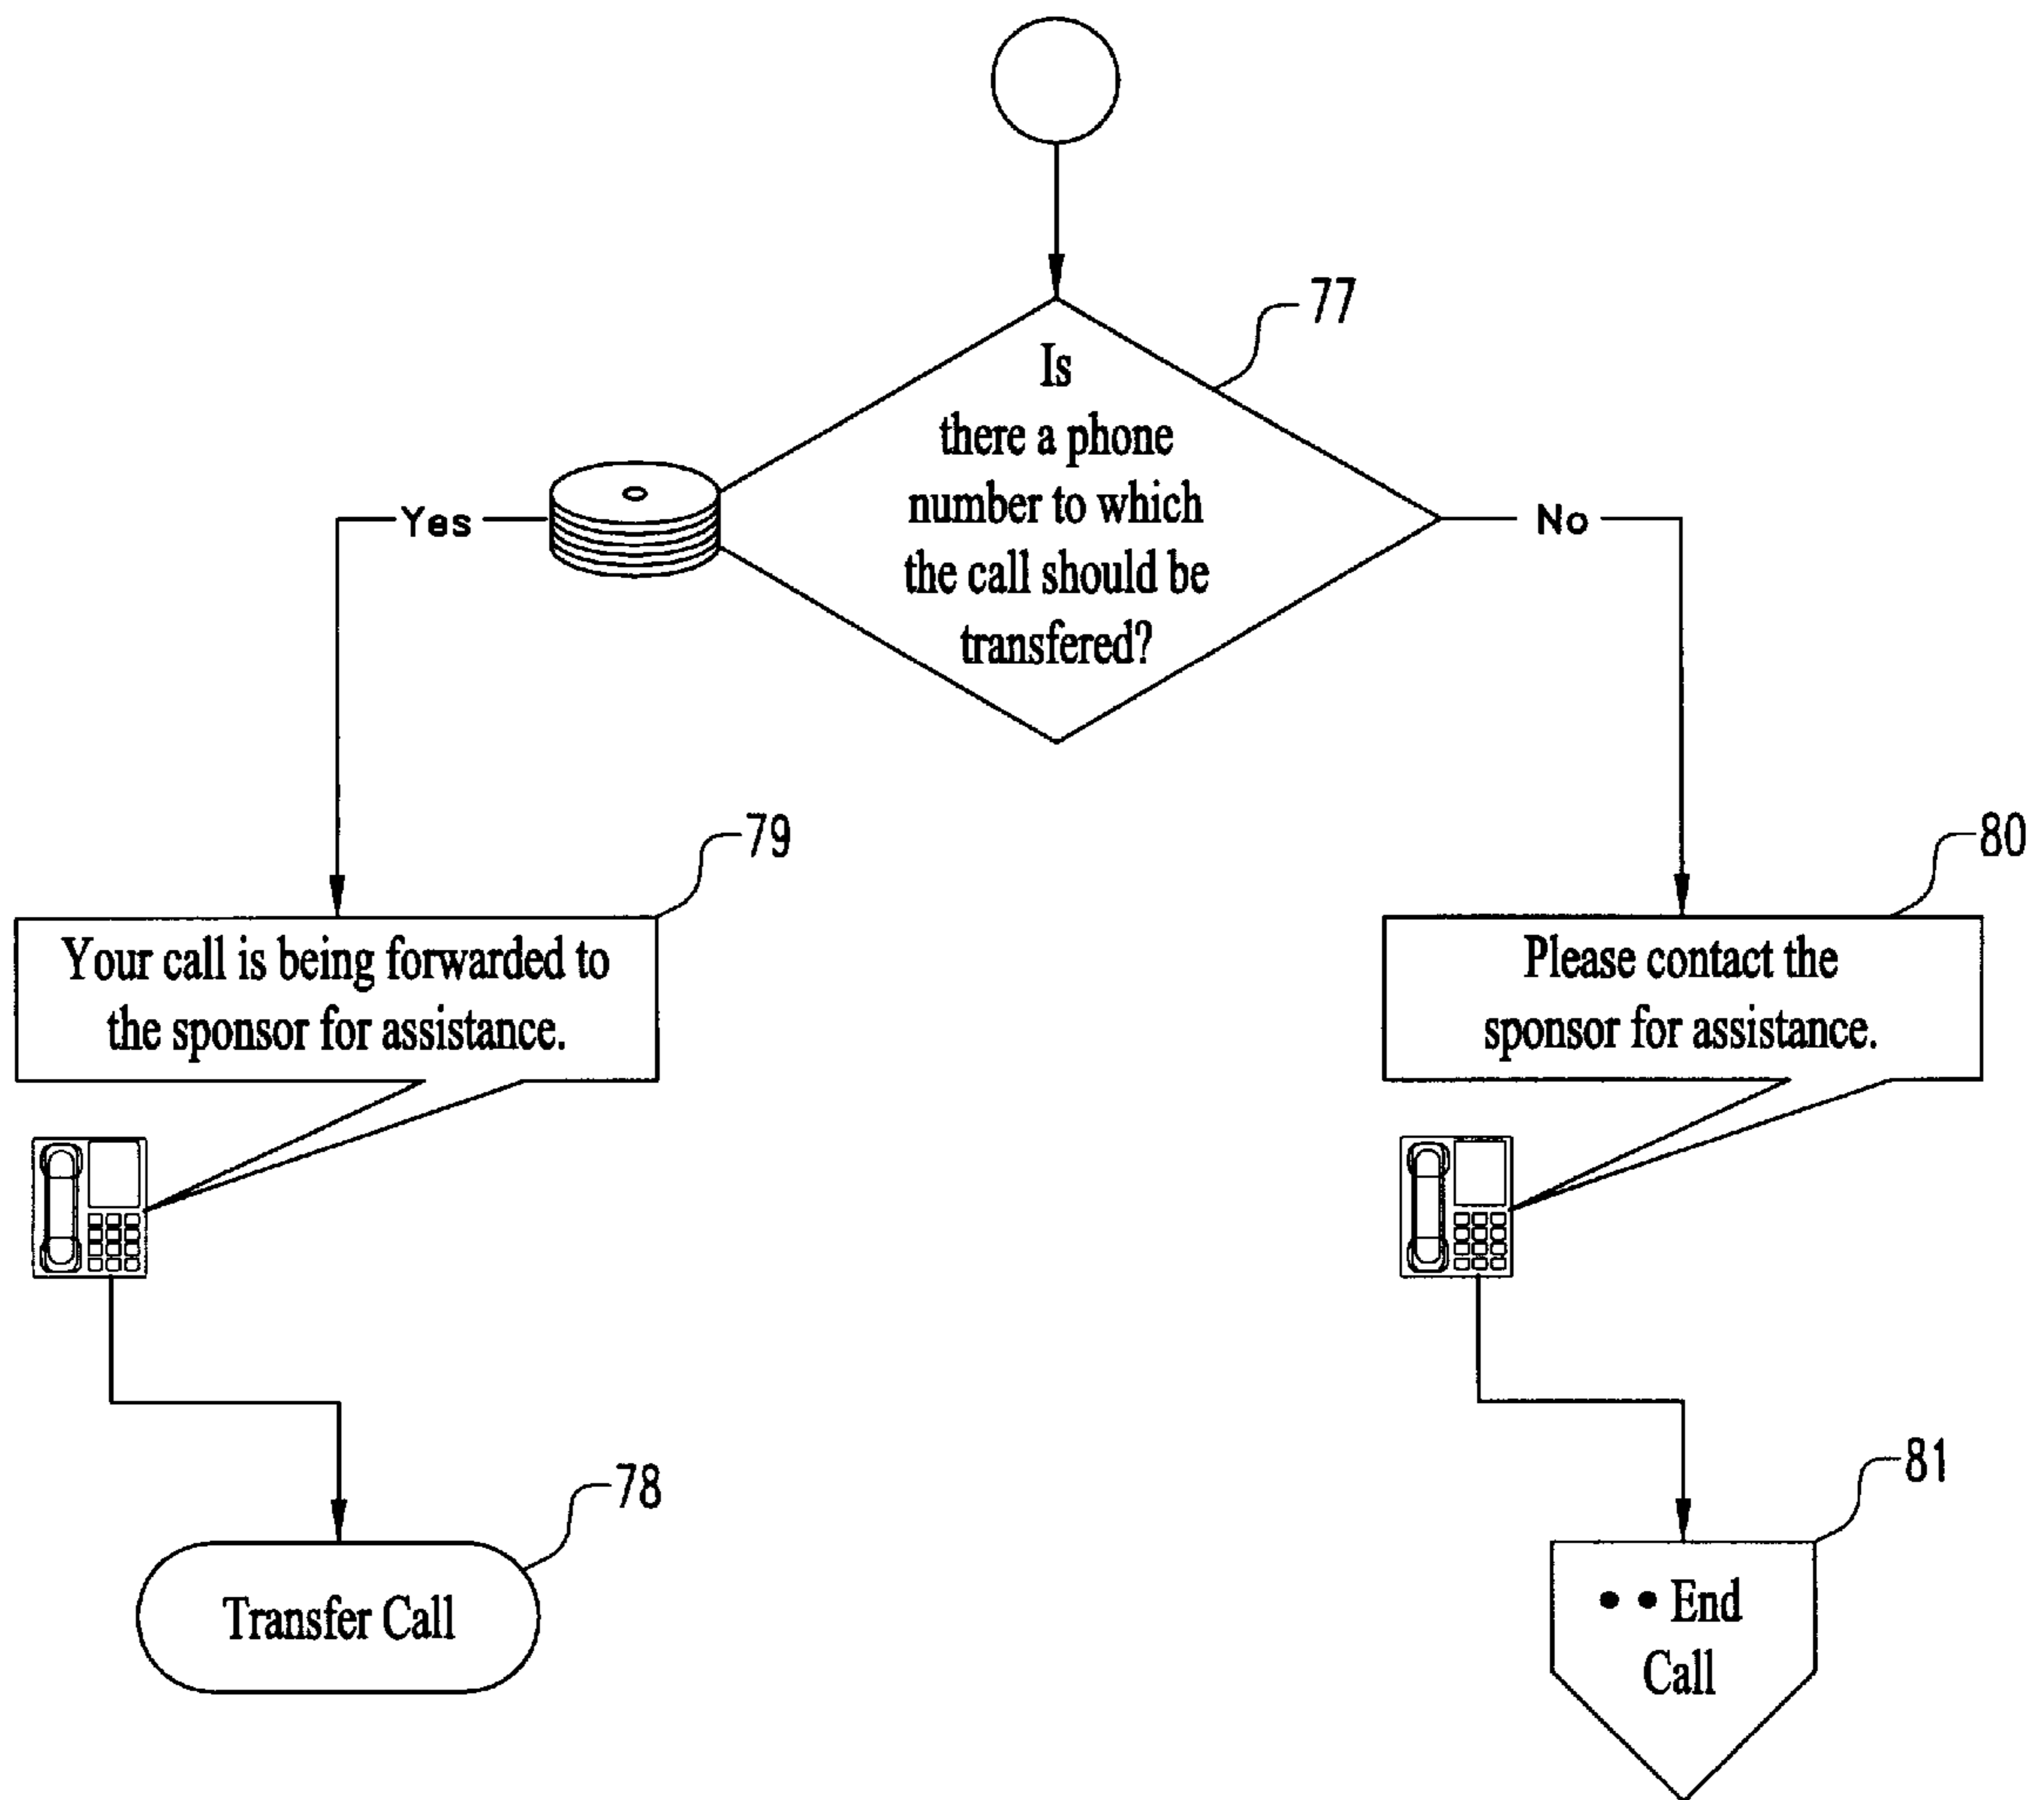 77
Is
there a phone
number to which
the call should be
transfered?
Yes
No
79
80
Your call is being forwarded to
the sponsor for assistance.
Please contact the
sponsor for assistance.
78
81
Transfer Call
• • End
Call